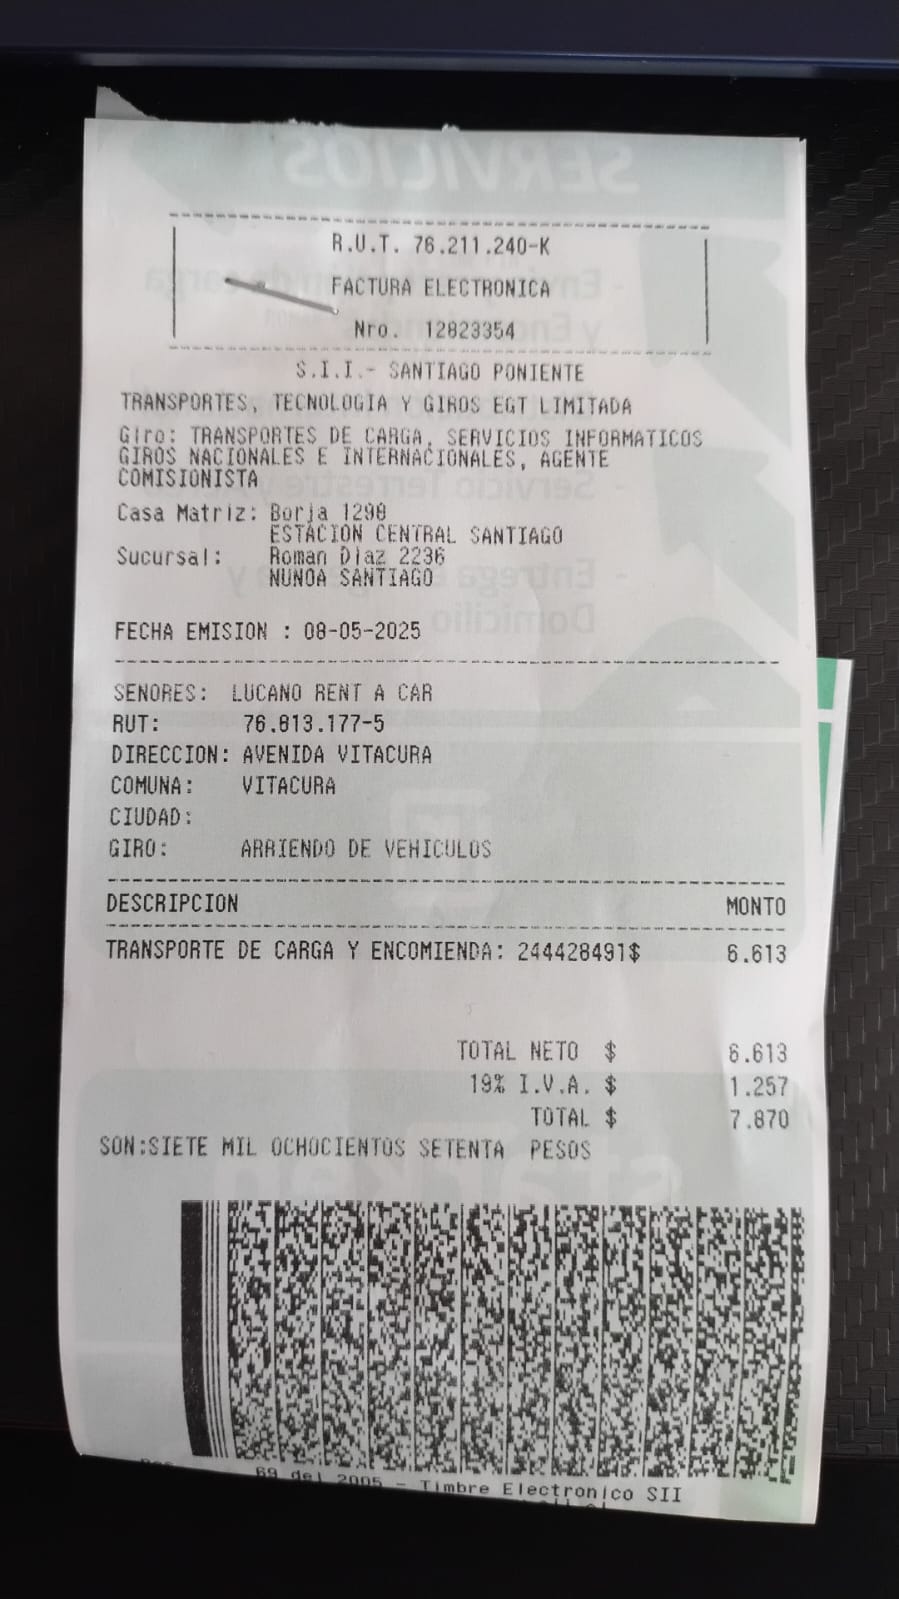 SERVICIOS
R.U.T. 76.211.240-K
FACTURA ELECTRONICA
Nro. 12823354
S.I.I.- SANTIAGO PONIENTE
TRANSPORTES, TECNOLOGIA Y GIROS EGT LIMITADA
Giro: TRANSPORTES DE CARGA, SERVICIOS INFORMATICOS
GIROS NACIONALES E INTERNACIONALES, AGENTE
COMISIONISTA
Casa Matriz: Borja 1290
ESTACION CENTRAL SANTIAGO
Sucursal: Roman Diaz 2236
NUNOA SANTIAGO
FECHA EMISION : 08-05-2025
SENORES: LUCANO RENT A CAR
RUT: 76.813.177-5
DIRECCION: AVENIDA VITACURA
COMUNA: VITACURA
CIUDAD:
GIRO: ARRIENDO DE VEHICULOS
DESCRIPCION MONTO
TRANSPORTE DE CARGA Y ENCOMIENDA: 244428491$ 6.613
TOTAL NETO $ 6.613
19% I.V.A. $ 1.257
TOTAL $ 7.870
SON:SIETE MIL OCHOCIENTOS SETENTA PESOS
69 del 2005 - Timbre Electronico SII